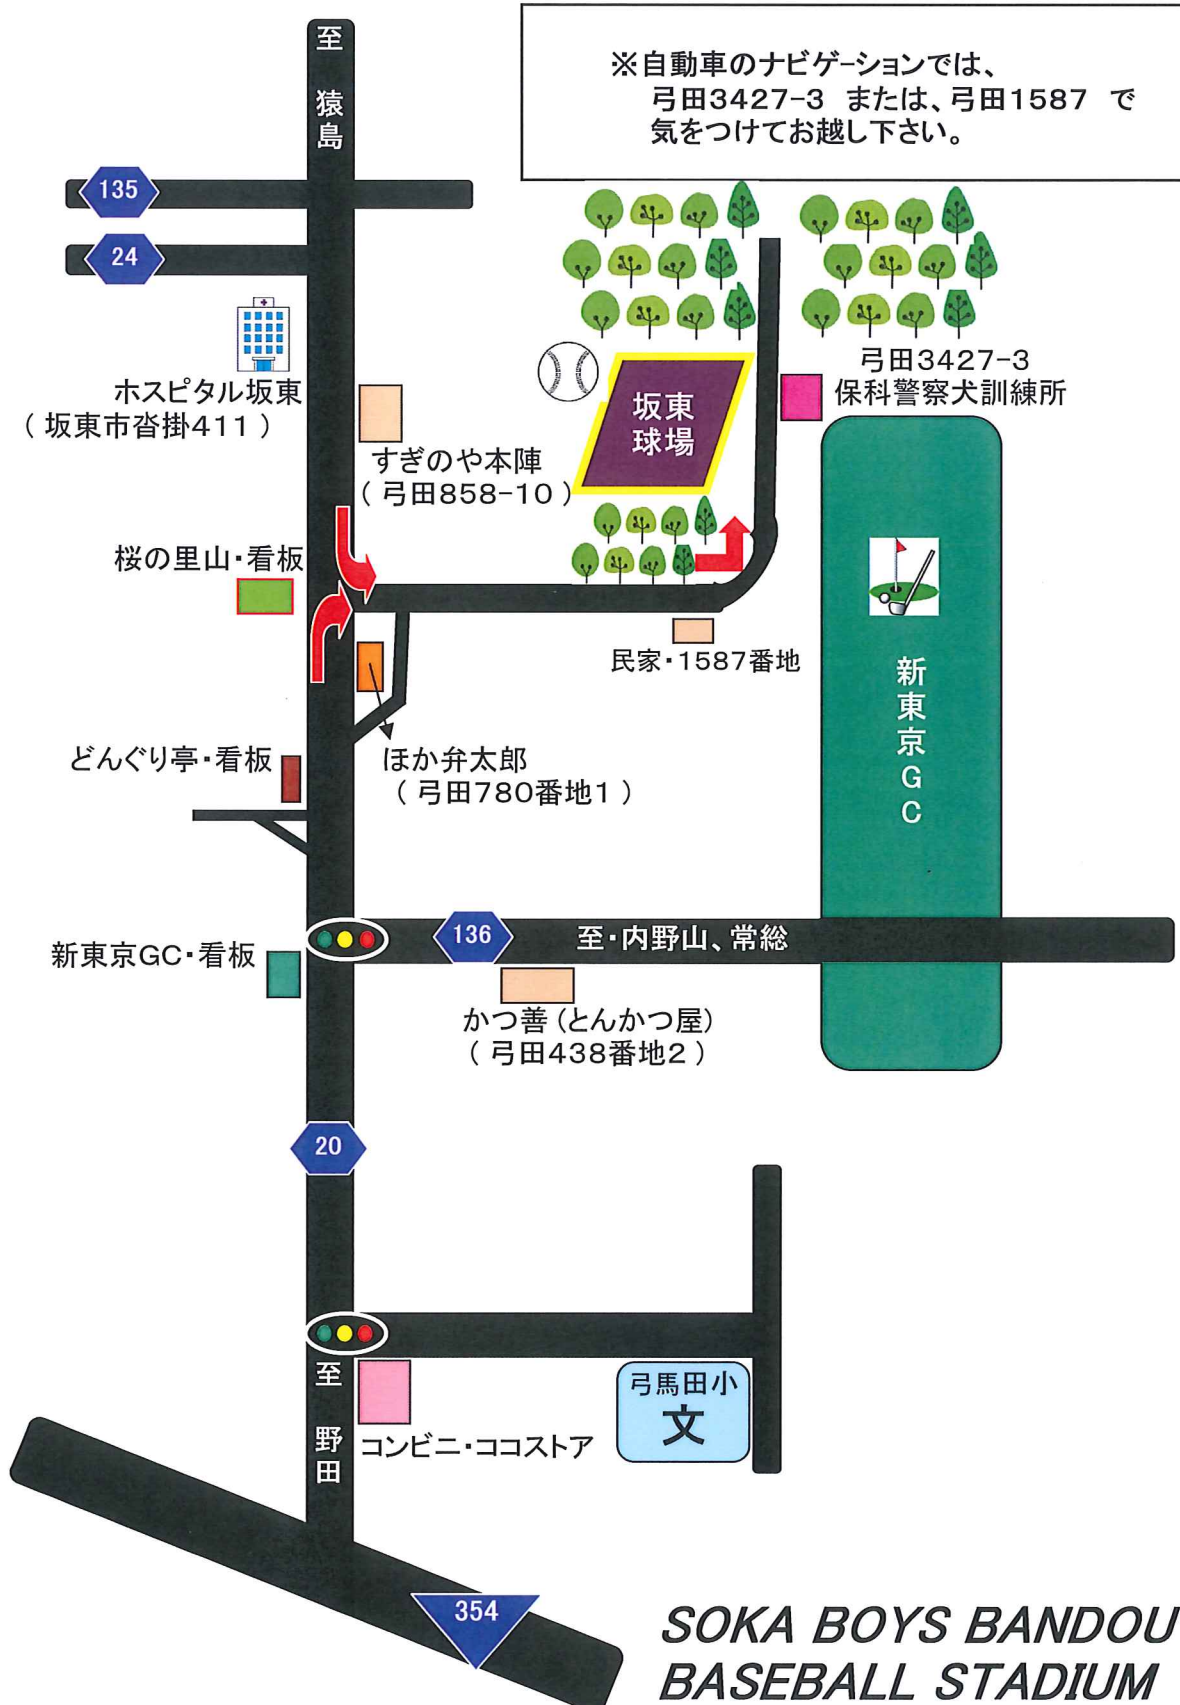 ※自動車のナビゲーションでは、
弓田3427-3 または、弓田1587 で
気をつけてお越し下さい。
至 猿島
135
24
ホスピタル坂東
（坂東市沓掛411）
すぎのや本陣
（弓田858-10）
坂東
球場
弓田3427-3
保科警察犬訓練所
桜の里山・看板
民家・1587番地
新東京GC
どんぐり亭・看板
ほか弁太郎
（弓田780番地1）
136
至・内野山、常総
新東京GC・看板
かつ善（とんかつ屋）
（弓田438番地2）
20
至 野田
コンビニ・ココストア
弓馬田小
文
354
SOKA BOYS BANDOU
BASEBALL STADIUM